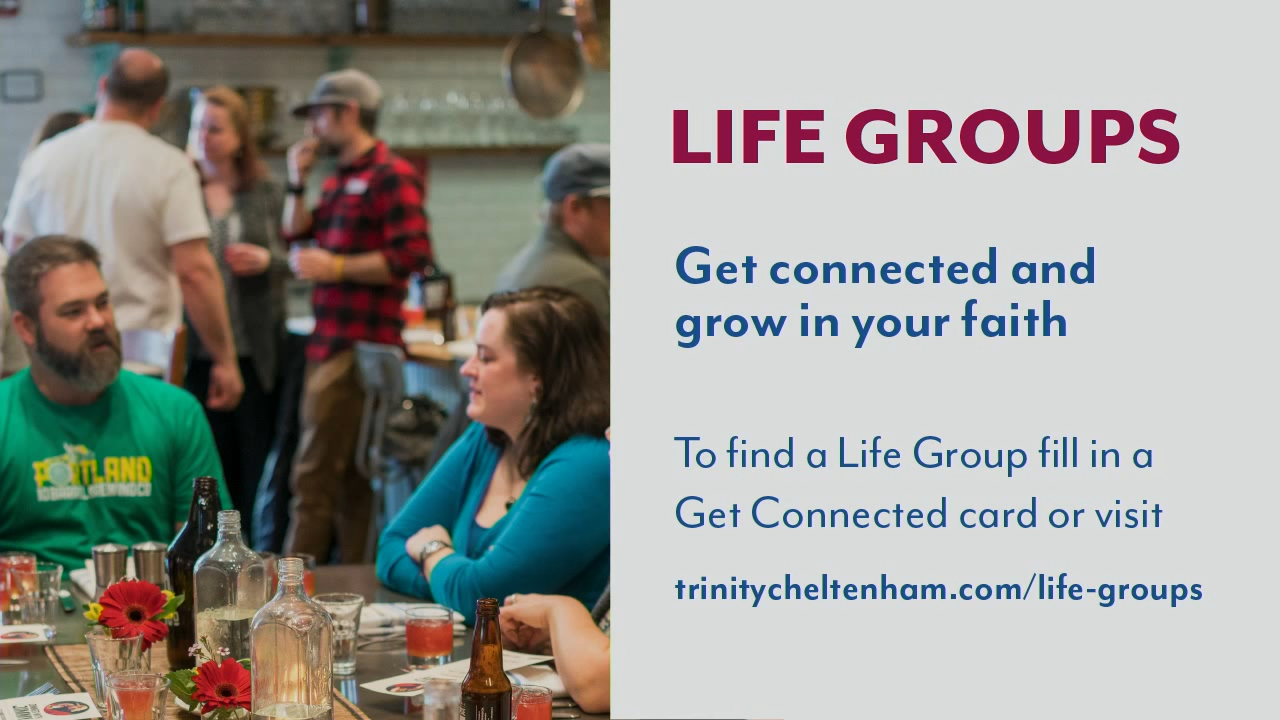 LIFE GROUPS
Get connected and
grow in your faith
To find a Life Group fill in a
Get Connected card or visit
trinitycheltenham.com/life-groups
PORTLAND